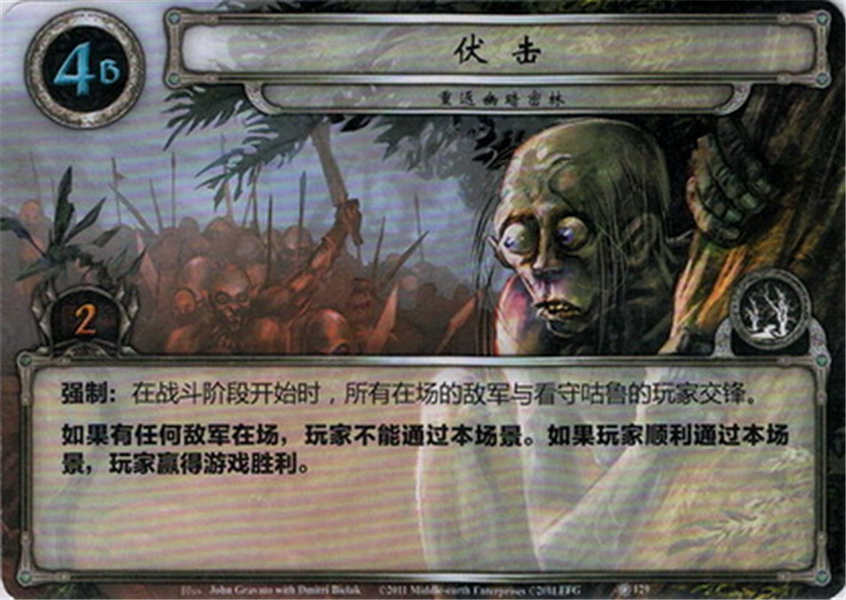 4B
伏击
重返幽暗密林
2
强制：在战斗阶段开始时，所有在场的敌军与看守咕鲁的玩家交锋。
如果有任何敌军在场，玩家不能通过本场景。如果玩家顺利通过本场
景，玩家赢得游戏胜利。
Illus. John Gravato with Dmitri Bielak ©2011 Middle-earth Enterprises ©2011 FFG 129